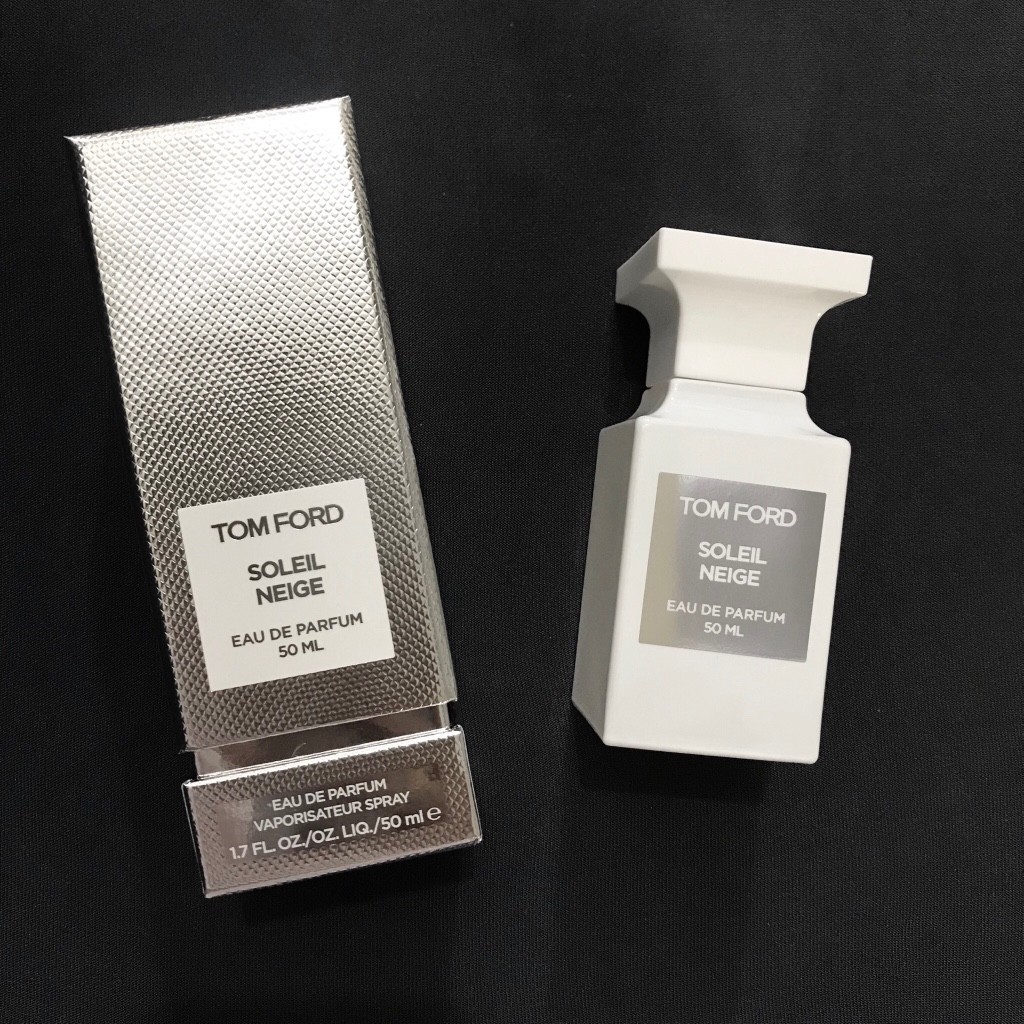 TOM FORD
SOLEIL
NEIGE
EAU DE PARFUM
50 ML
EAU DE PARFUM
VAPORISATEUR SPRAY
1.7 FL. OZ./OZ. LIQ./50 ml ℮
TOM FORD
SOLEIL
NEIGE
EAU DE PARFUM
50 ML